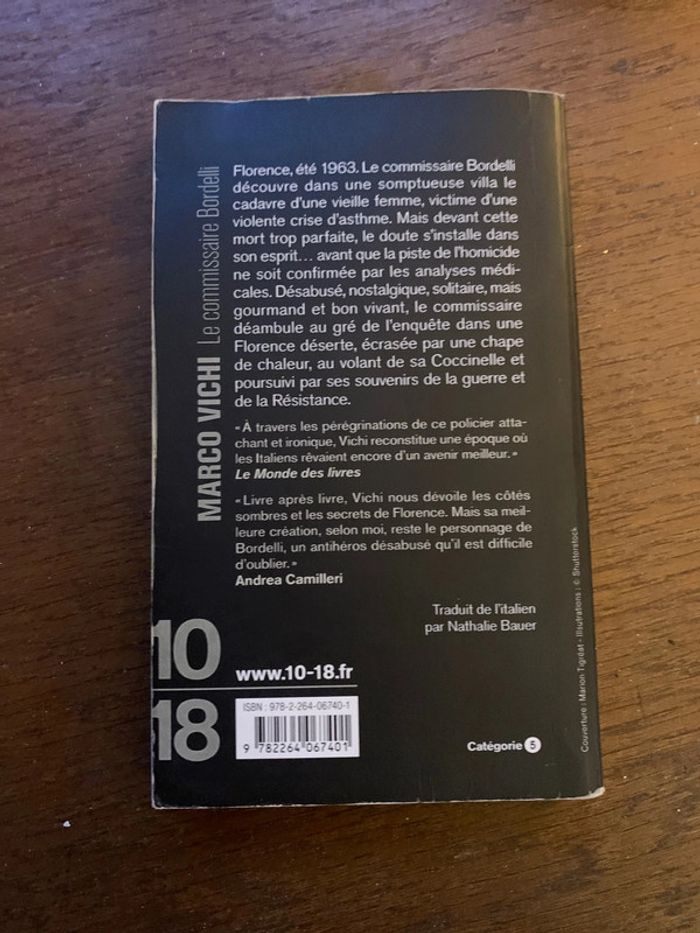 MARCO VICHI Le commissaire Bordelli
Florence, été 1963. Le commissaire Bordelli
découvre dans une somptueuse villa le
cadavre d'une vieille femme, victime d'une
violente crise d'asthme. Mais devant cette
mort trop parfaite, le doute s'installe dans
son esprit... avant que la piste de l'homicide
ne soit confirmée par les analyses médi-
cales. Désabusé, nostalgique, solitaire, mais
gourmand et bon vivant, le commissaire
déambule au gré de l'enquête dans une
Florence déserte, écrasée par une chape
de chaleur, au volant de sa Coccinelle et
poursuivi par ses souvenirs de la guerre et
de la Résistance.
« À travers les pérégrinations de ce policier atta-
chant et ironique, Vichi reconstitue une époque où
les Italiens rêvaient encore d'un avenir meilleur. »
Le Monde des livres
« Livre après livre, Vichi nous dévoile les côtés
sombres et les secrets de Florence. Mais sa meil-
leure création, selon moi, reste le personnage de
Bordelli, un antihéros désabusé qu'il est difficile
d'oublier. »
Andrea Camilleri
Traduit de l'italien
par Nathalie Bauer
10
18
www.10-18.fr
ISBN : 978-2-264-06740-1
9 782264 067401
Catégorie 5
Couverture : Marion Tigréat - Illsutrations : © Shutterstock